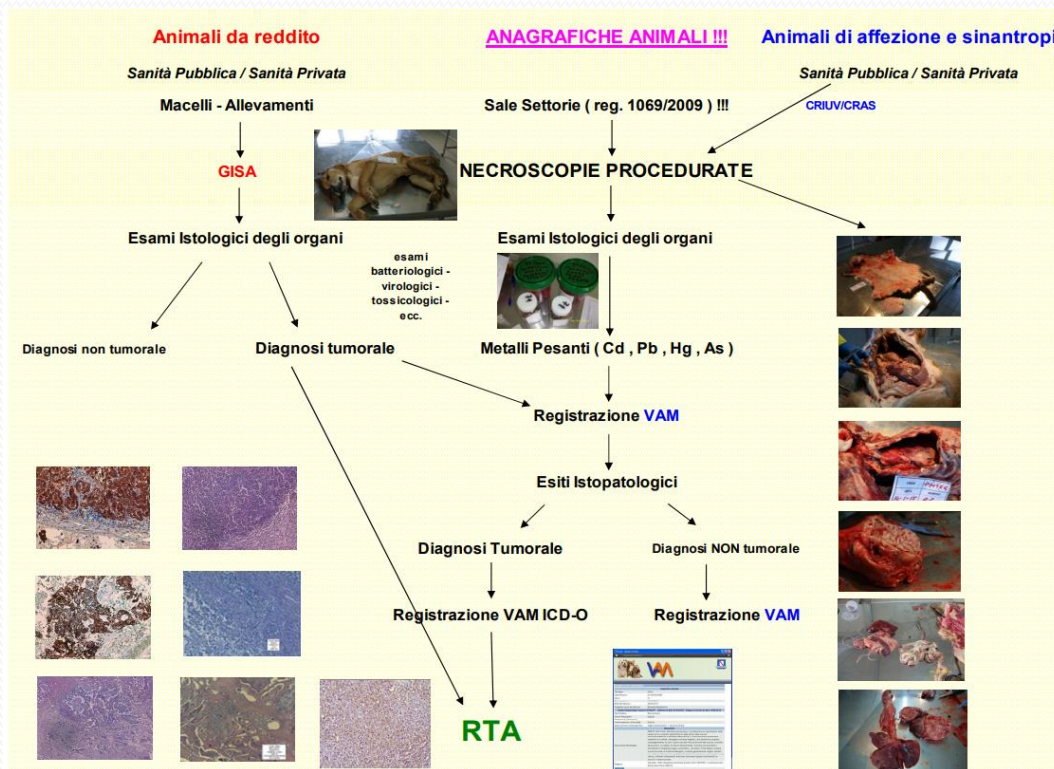 Animali da reddito
ANAGRAFICHE ANIMALI !!!
Animali di affezione e sinantropi
Sanità Pubblica / Sanità Privata
Sanità Pubblica / Sanità Privata
Macelli - Allevamenti
Sale Settorie ( reg. 1069/2009 ) !!!
CRIUV/CRAS
GISA
NECROSCOPIE PROCEDURATE
Esami Istologici degli organi
Esami Istologici degli organi
esami
batteriologici -
virologici -
tossicologici -
ecc.
Diagnosi non tumorale
Diagnosi tumorale
Metalli Pesanti ( Cd , Pb , Hg , As )
Registrazione VAM
Esiti Istopatologici
Diagnosi Tumorale
Diagnosi NON tumorale
Registrazione VAM ICD-O
Registrazione VAM
VAM
RTA